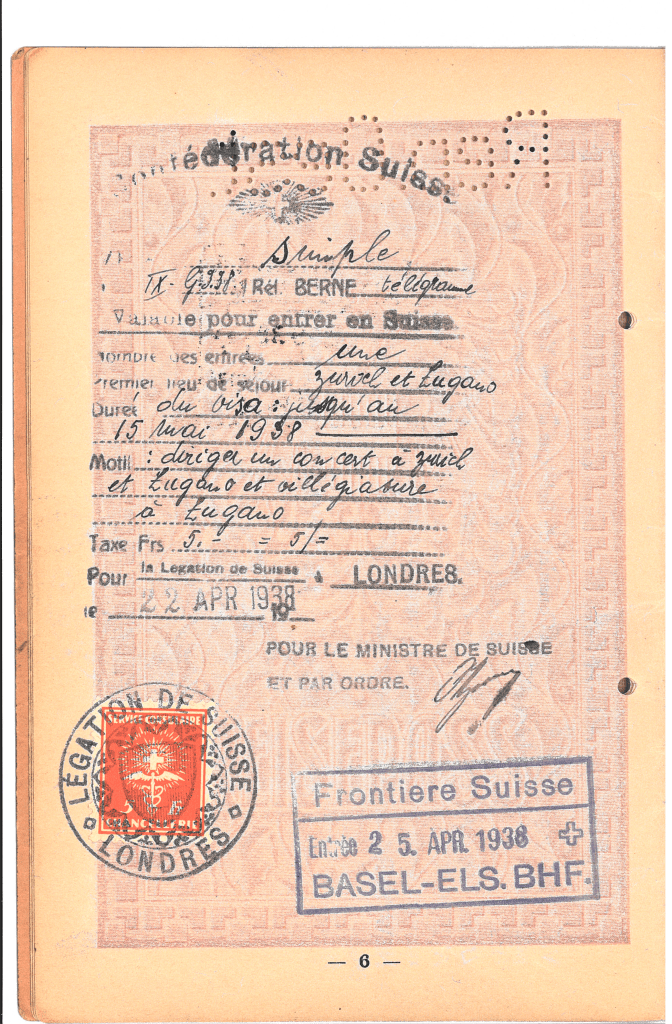 Confédération Suisse
simple
IX- G.338. Réf. BERNE télégramme
Valable pour entrer en Suisse
Nombre des entrées une
Premier lieu de séjour Zurich et Lugano
Durée du visa: jusqu'au
15 mai 1938
Motif : diriger un concert à Zurich
et Lugano et villégiature
à Lugano
Taxe Frs 5.- = 5/=
Pour la Légation de Suisse à LONDRES.
le 22 APR 1938 19
POUR LE MINISTRE DE SUISSE
ET PAR ORDRE.
LÉGATION DE SUISSE
LONDRES
5
Frontiere Suisse
Entrée 25. APR. 1938
BASEL-ELS. BHF.
— 6 —